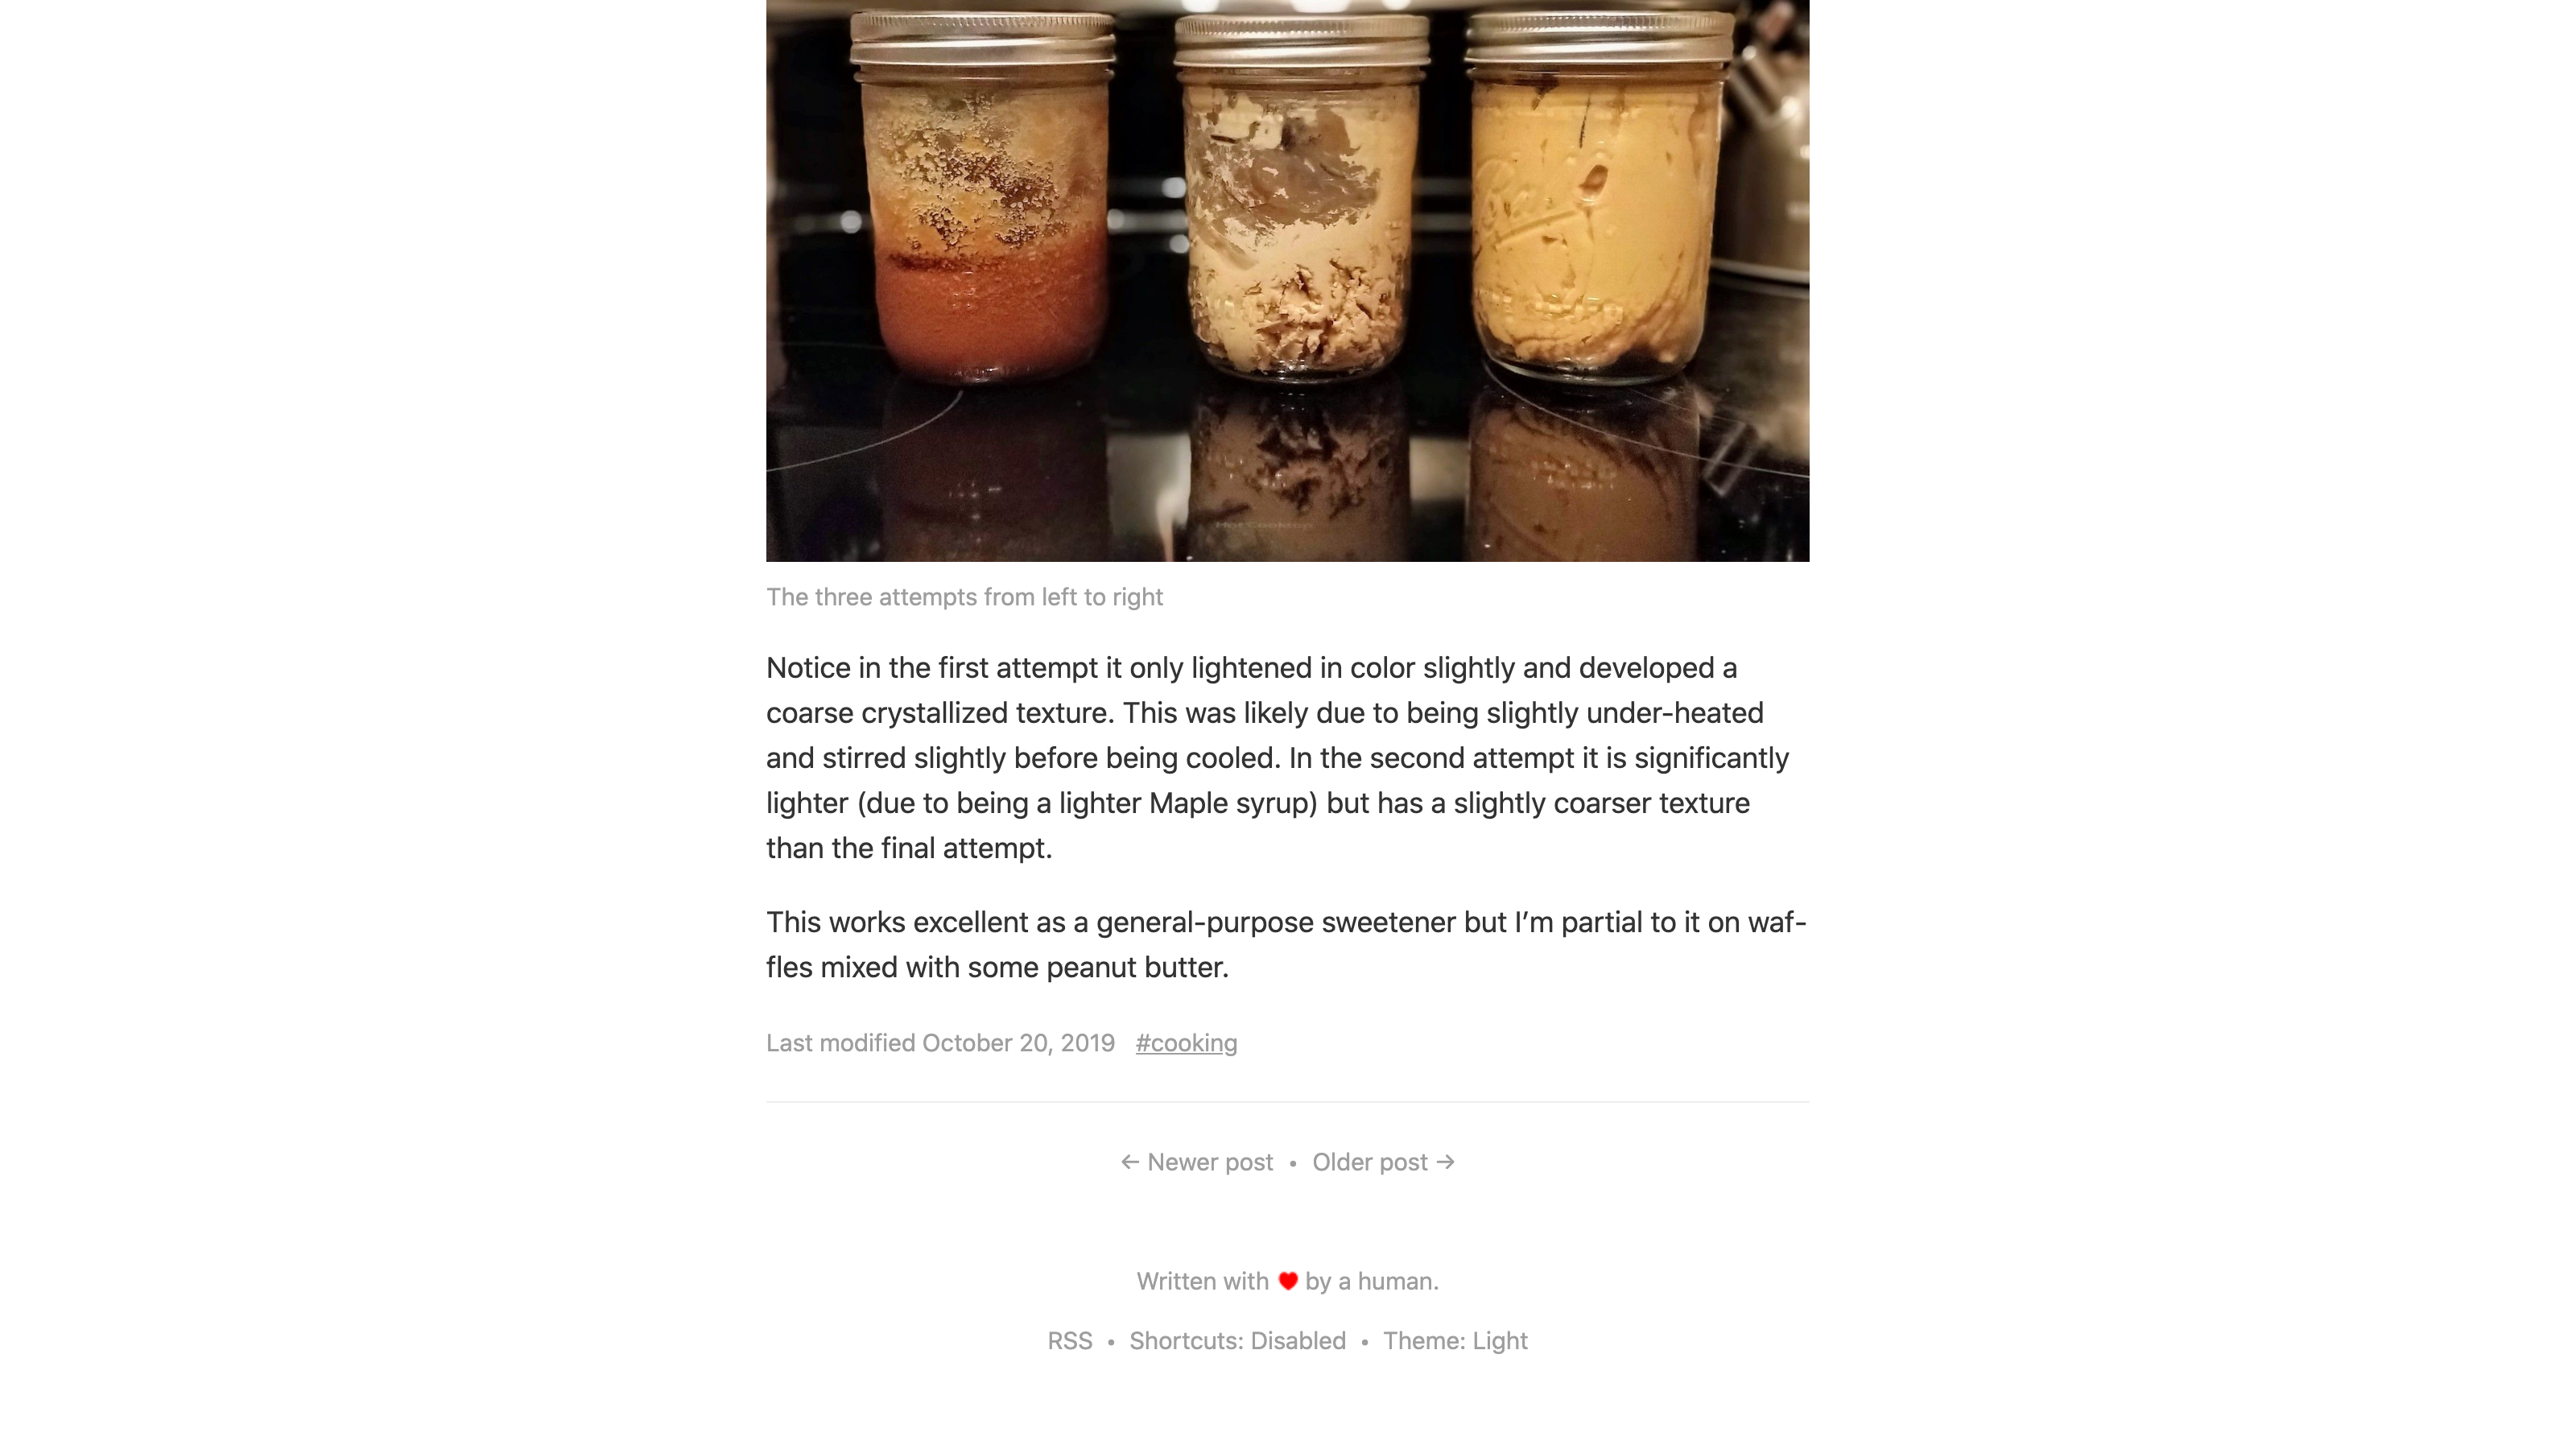 Hot Cooktop
The three attempts from left to right
Notice in the first attempt it only lightened in color slightly and developed a
coarse crystallized texture. This was likely due to being slightly under-heated
and stirred slightly before being cooled. In the second attempt it is significantly
lighter (due to being a lighter Maple syrup) but has a slightly coarser texture
than the final attempt.
This works excellent as a general-purpose sweetener but I’m partial to it on waf-
fles mixed with some peanut butter.
Last modified October 20, 2019 #cooking
← Newer post • Older post →
Written with ♥ by a human.
RSS • Shortcuts: Disabled • Theme: Light